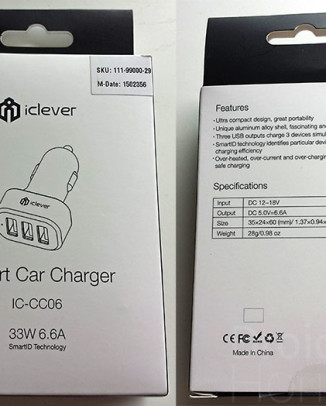 SKU: 111-99000-29
M-Date: 1502356
iclever
rt Car Charger
IC-CC06
33W 6.6A
SmartID Technology
Features
· Ultra compact design, great portability
· Unique aluminum alloy shell, fascinating and
· Three USB outputs charge 3 devices simul
· SmartID technology identifies particular devic
charging efficiency
· Over-heated, over-current and over-charg
safe charging
Specifications
Input DC 12~18V
Output DC 5.0V⎓6.6A
Size 35×24×60 (mm)/ 1.37×0.94×
Weight 28g/0.98 oz
CE FC
Made in China